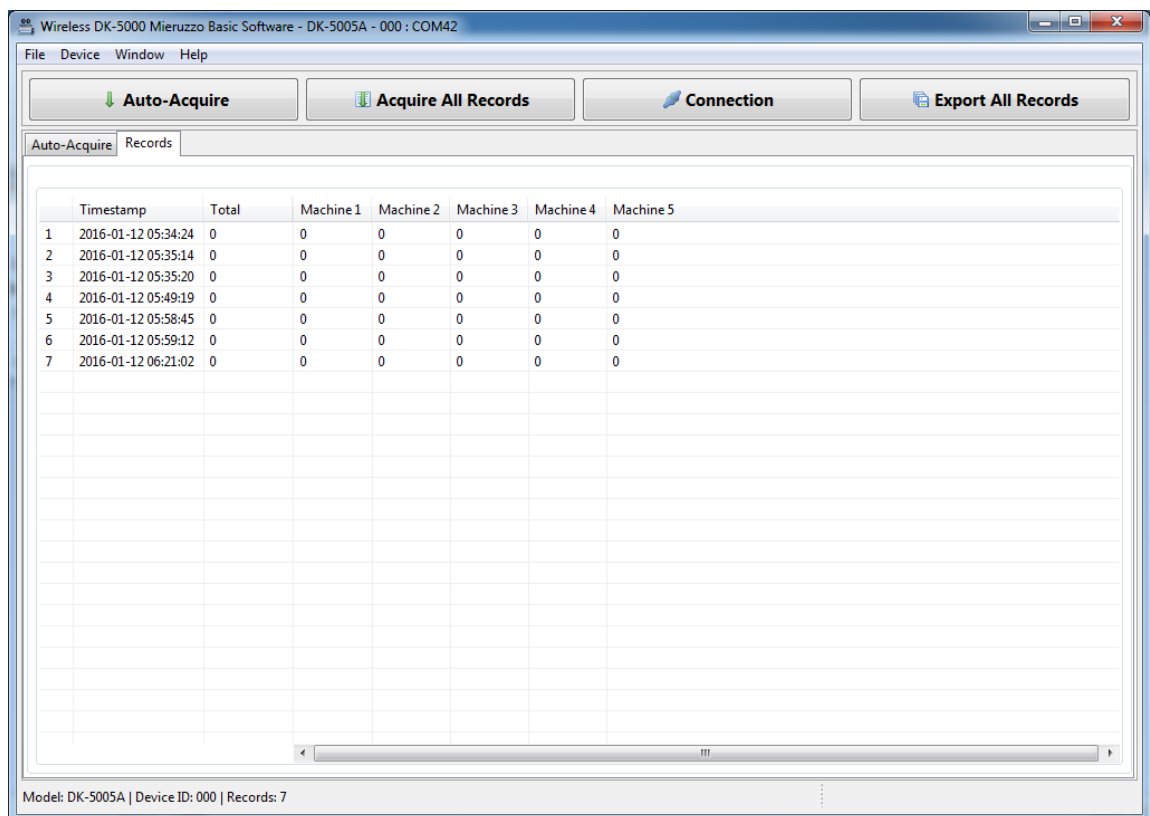 Wireless DK-5000 Mieruzzo Basic Software - DK-5005A - 000 : COM42
File Device Window Help
Auto-Acquire Acquire All Records Connection Export All Records
Auto-Acquire Records
Timestamp Total Machine 1 Machine 2 Machine 3 Machine 4 Machine 5
1 2016-01-12 05:34:24 0 0 0 0 0 0
2 2016-01-12 05:35:14 0 0 0 0 0 0
3 2016-01-12 05:35:20 0 0 0 0 0 0
4 2016-01-12 05:49:19 0 0 0 0 0 0
5 2016-01-12 05:58:45 0 0 0 0 0 0
6 2016-01-12 05:59:12 0 0 0 0 0 0
7 2016-01-12 06:21:02 0 0 0 0 0 0
Model: DK-5005A | Device ID: 000 | Records: 7